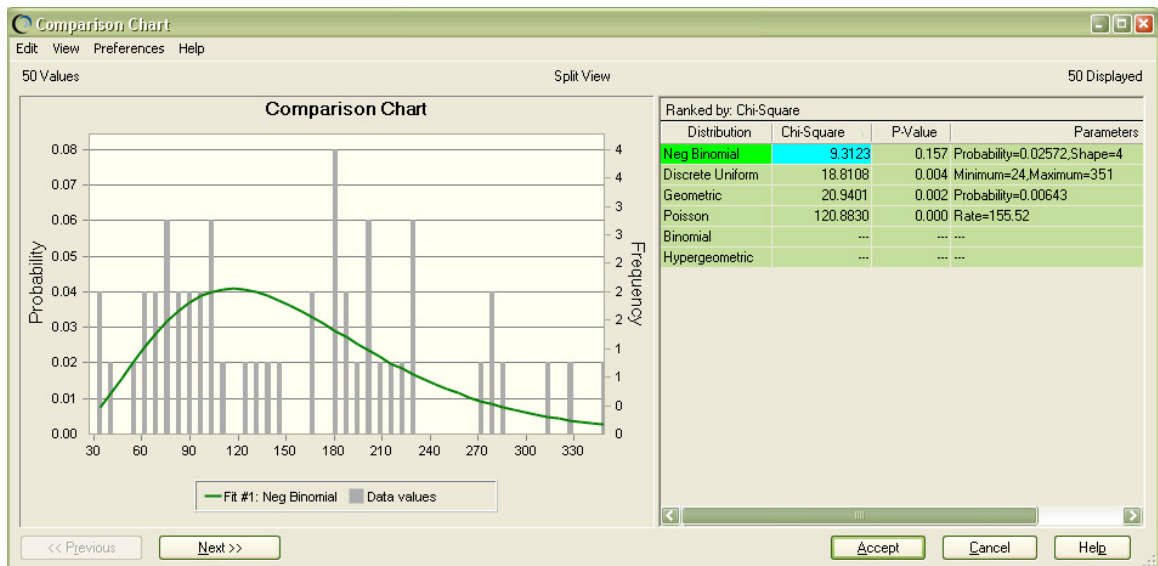 Comparison Chart
Edit View Preferences Help
50 Values Split View 50 Displayed
Comparison Chart
Probability
0.08
0.07
0.06
0.05
0.04
0.03
0.02
0.01
0.00
4
4
3
3
2
2
2
1
1
0
0
Frequency
30 60 90 120 150 180 210 240 270 300 330
Fit #1: Neg Binomial Data values
Ranked by: Chi-Square
Distribution Chi-Square P-Value Parameters
Neg Binomial 9.3123 0.157 Probability=0.02572,Shape=4
Discrete Uniform 18.8108 0.004 Minimum=24,Maximum=351
Geometric 20.9401 0.002 Probability=0.00643
Poisson 120.8830 0.000 Rate=155.52
Binomial --- --- ---
Hypergeometric --- --- ---
<< Previous Next >> Accept Cancel Help